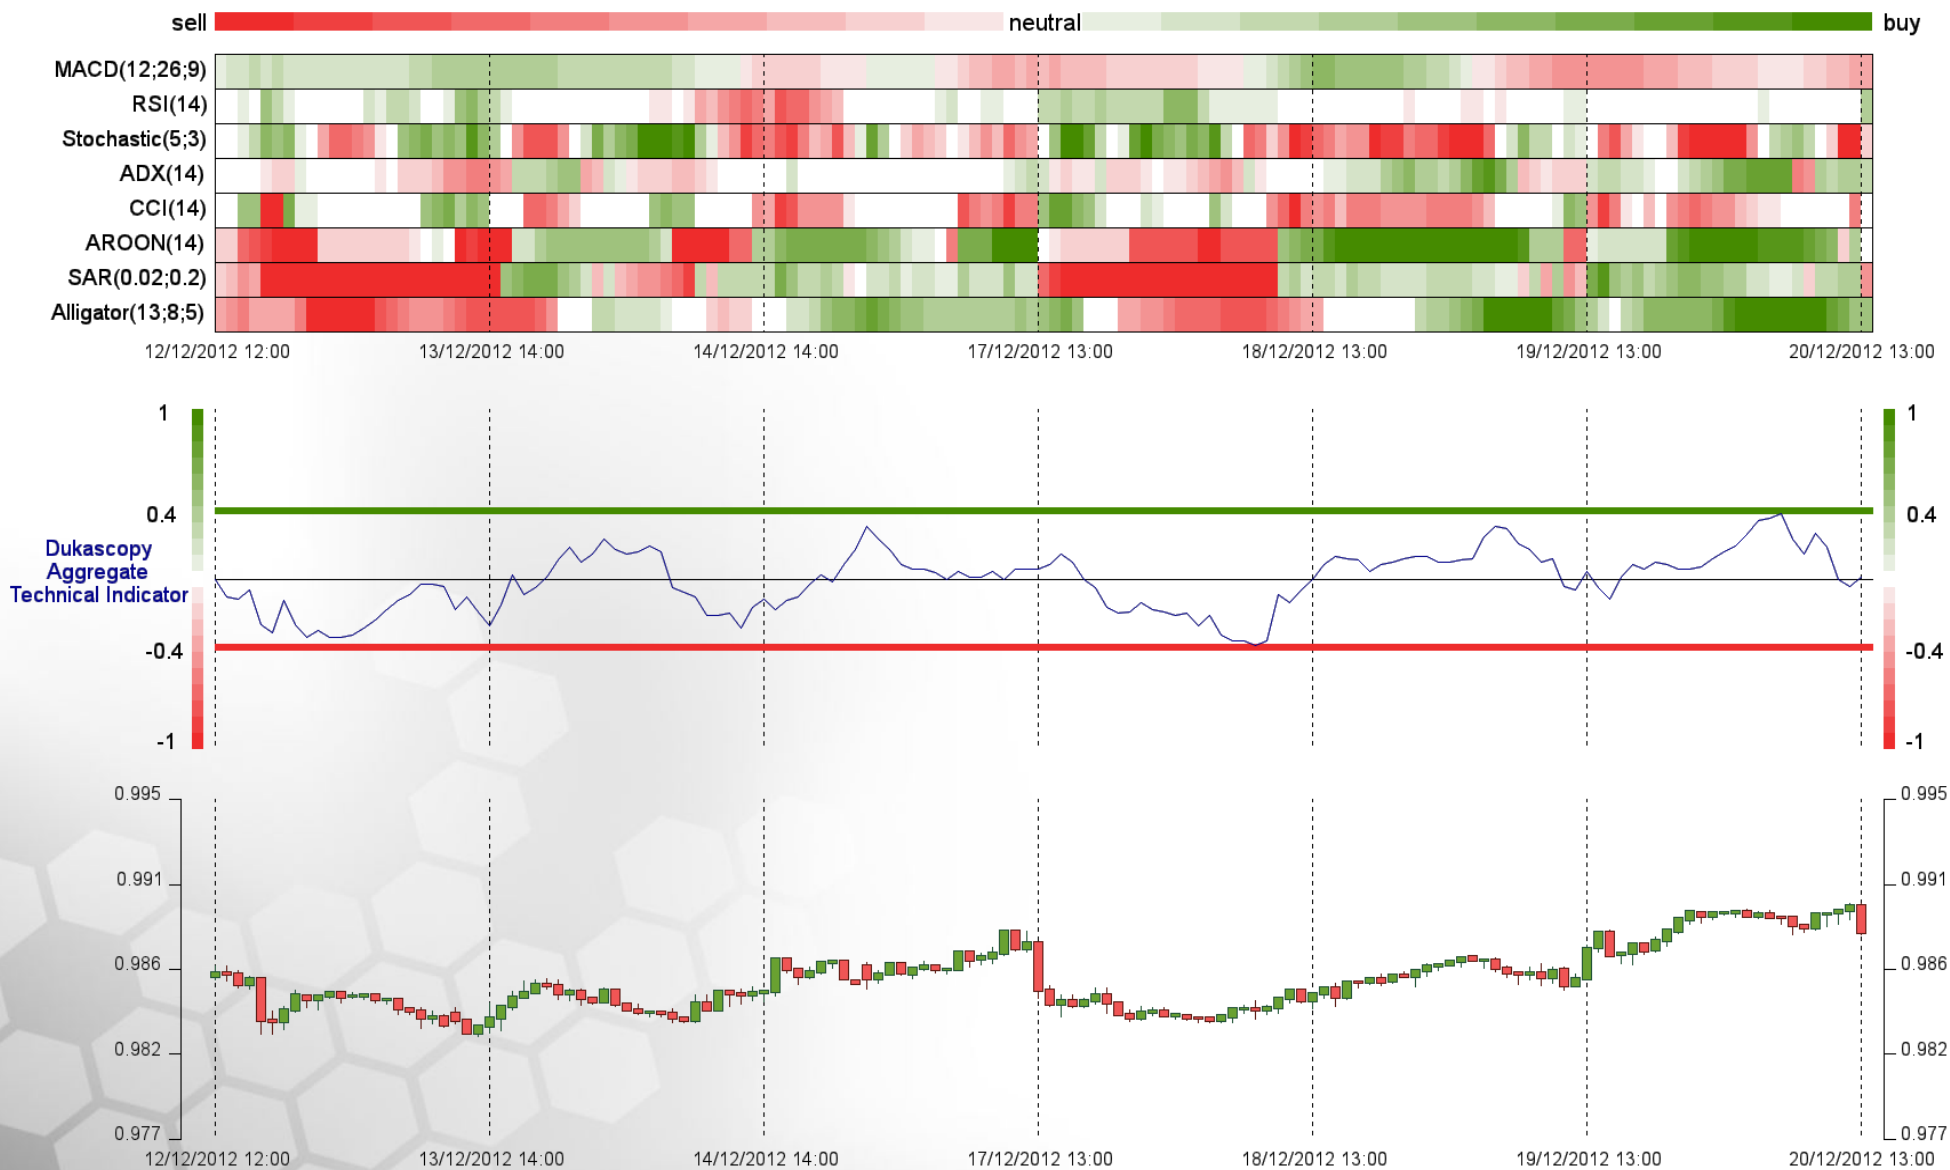 sell neutral buy
MACD(12;26;9)
RSI(14)
Stochastic(5;3)
ADX(14)
CCI(14)
AROON(14)
SAR(0.02;0.2)
Alligator(13;8;5)
12/12/2012 12:00 13/12/2012 14:00 14/12/2012 14:00 17/12/2012 13:00 18/12/2012 13:00 19/12/2012 13:00 20/12/2012 13:00
1 1
0.4 0.4
Dukascopy
Aggregate
Technical Indicator
-0.4 -0.4
-1 -1
0.995 0.995
0.991 0.991
0.986 0.986
0.982 0.982
0.977 0.977
12/12/2012 12:00 13/12/2012 14:00 14/12/2012 14:00 17/12/2012 13:00 18/12/2012 13:00 19/12/2012 13:00 20/12/2012 13:00